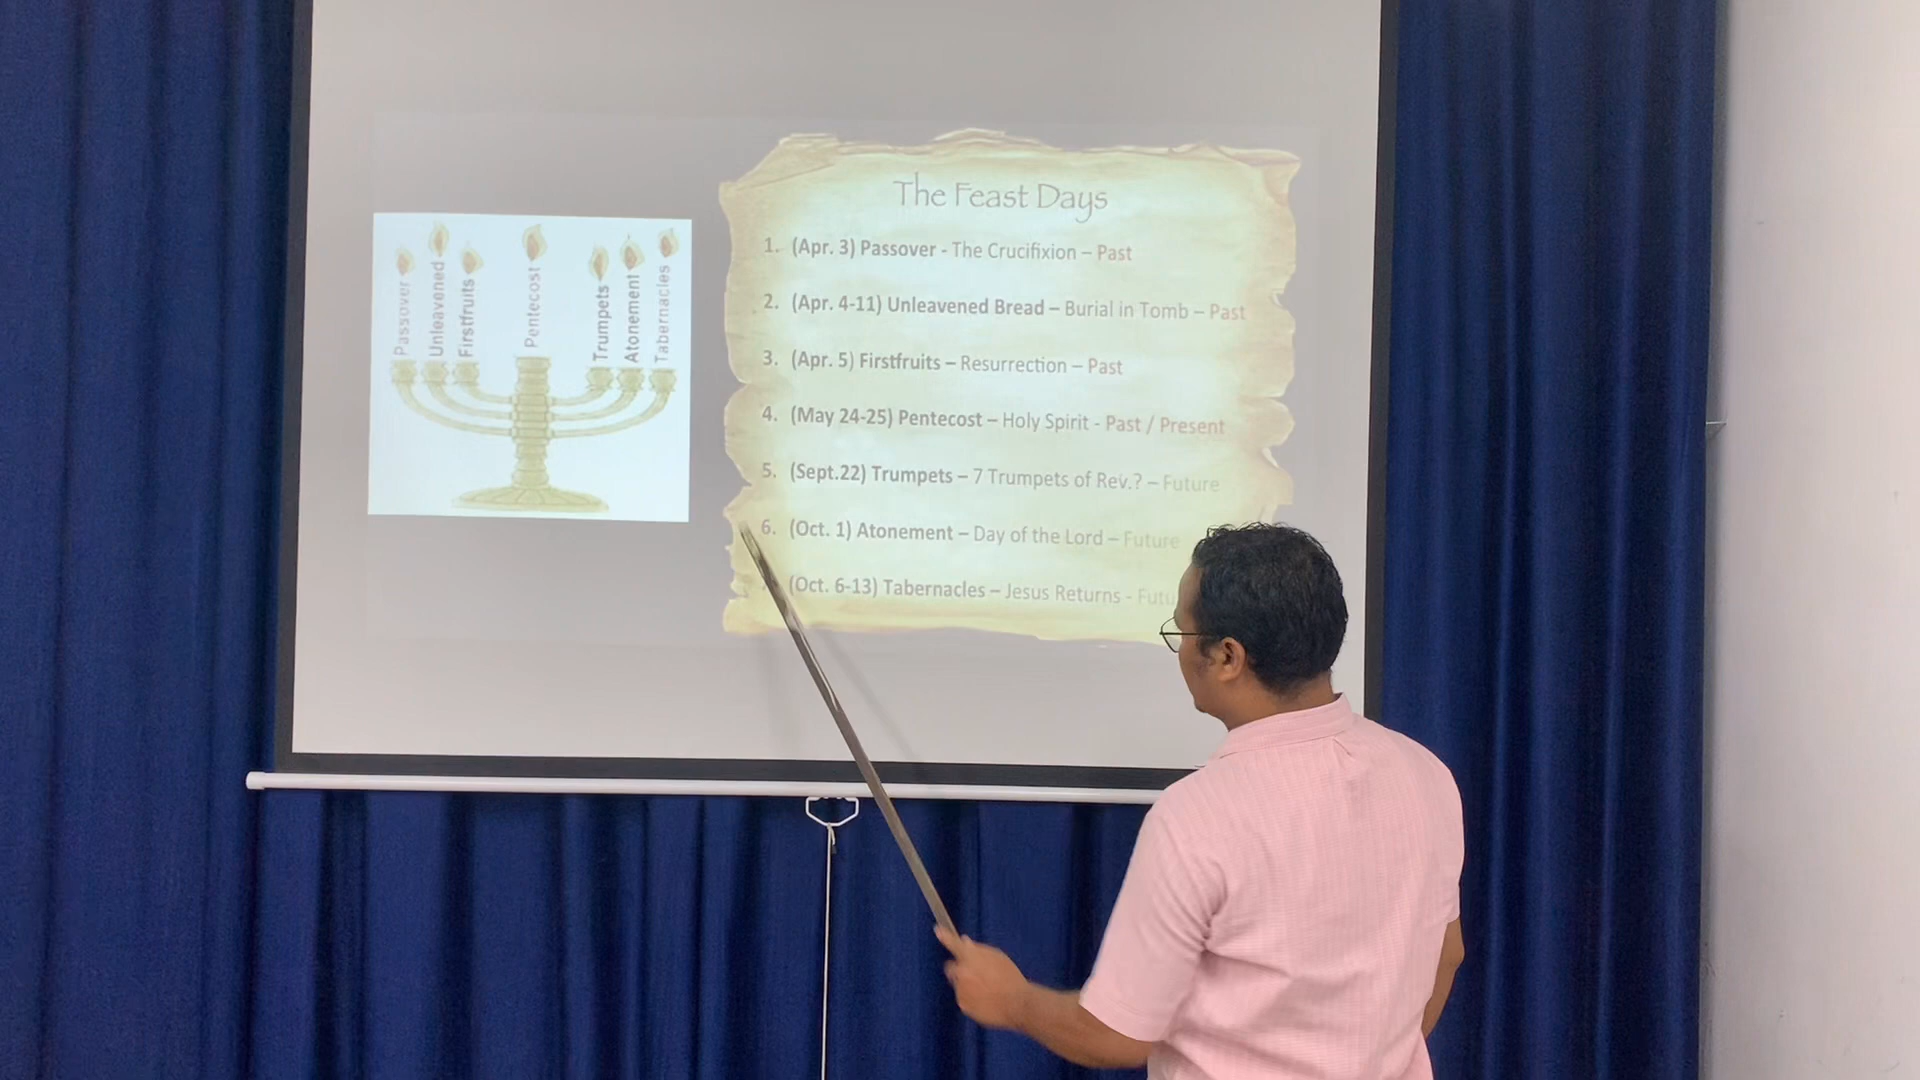 Passover
Unleavened
Firstfruits
Pentecost
Trumpets
Atonement
Tabernacles
The Feast Days
1. (Apr. 3) Passover - The Crucifixion – Past
2. (Apr. 4-11) Unleavened Bread – Burial in Tomb – Past
3. (Apr. 5) Firstfruits – Resurrection – Past
4. (May 24-25) Pentecost – Holy Spirit - Past / Present
5. (Sept.22) Trumpets – 7 Trumpets of Rev.? – Future
6. (Oct. 1) Atonement – Day of the Lord – Future
(Oct. 6-13) Tabernacles – Jesus Returns -